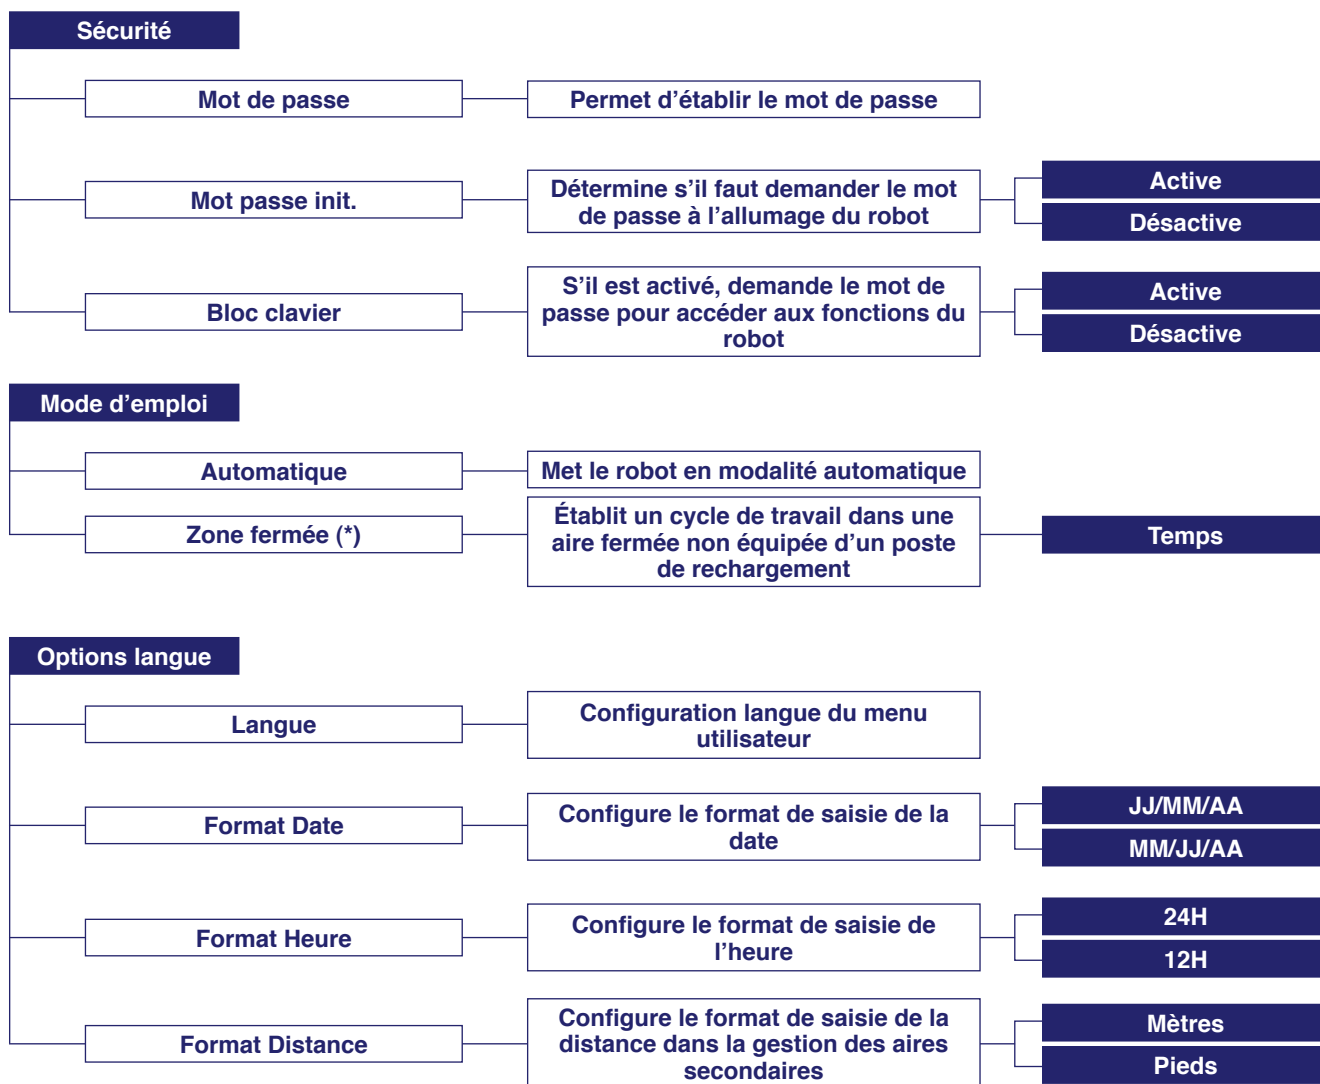 Sécurité
Mot de passe
Permet d’établir le mot de passe
Mot passe init.
Détermine s’il faut demander le mot
de passe à l’allumage du robot
Active
Désactive
Bloc clavier
S’il est activé, demande le mot de
passe pour accéder aux fonctions du
robot
Active
Désactive
Mode d’emploi
Automatique
Met le robot en modalité automatique
Zone fermée (*)
Établit un cycle de travail dans une
aire fermée non équipée d’un poste
de rechargement
Temps
Options langue
Langue
Configuration langue du menu
utilisateur
Format Date
Configure le format de saisie de la
date
JJ/MM/AA
MM/JJ/AA
Format Heure
Configure le format de saisie de
l’heure
24H
12H
Format Distance
Configure le format de saisie de la
distance dans la gestion des aires
secondaires
Mètres
Pieds